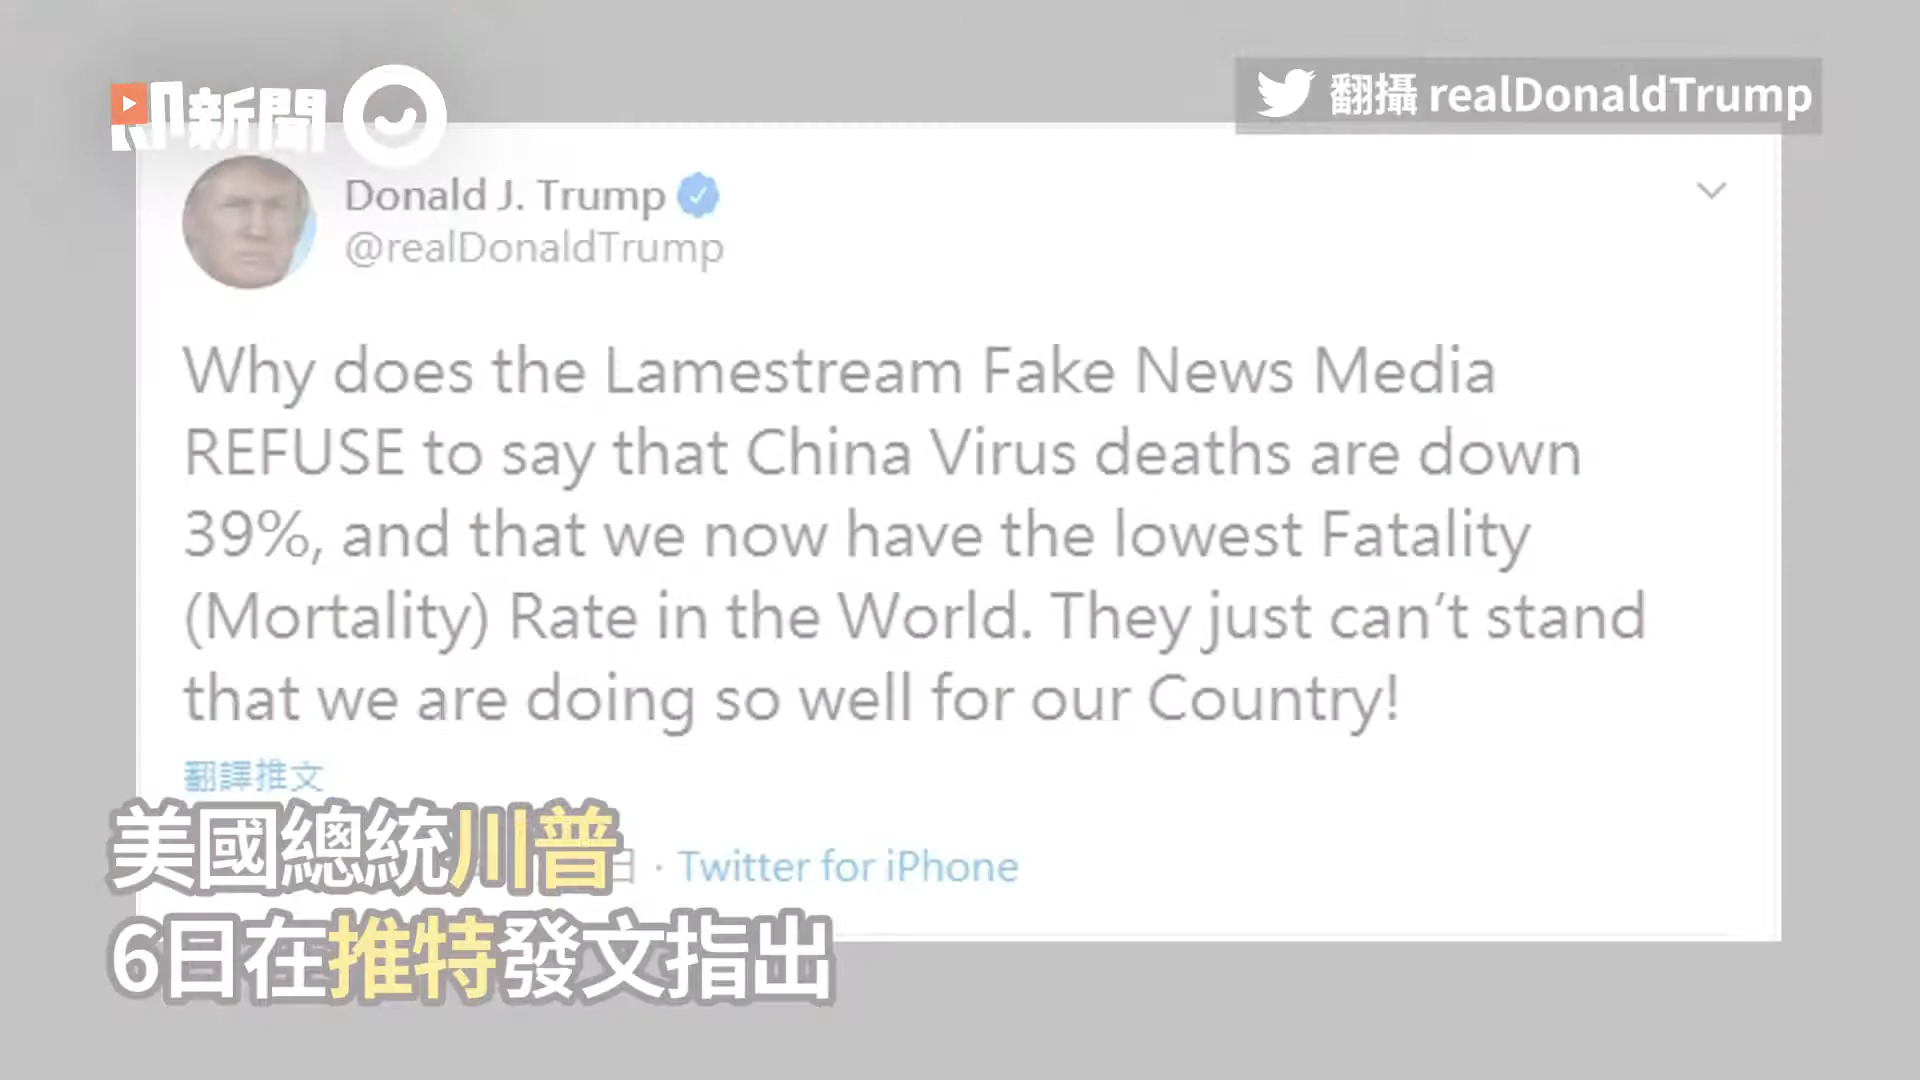 新聞
翻攝 realDonaldTrump
Donald J. Trump
@realDonaldTrump
Why does the Lamestream Fake News Media
REFUSE to say that China Virus deaths are down
39%, and that we now have the lowest Fatality
(Mortality) Rate in the World. They just can’t stand
that we are doing so well for our Country!
翻譯推文
日 · Twitter for iPhone
美國總統川普
6日在推特發文指出